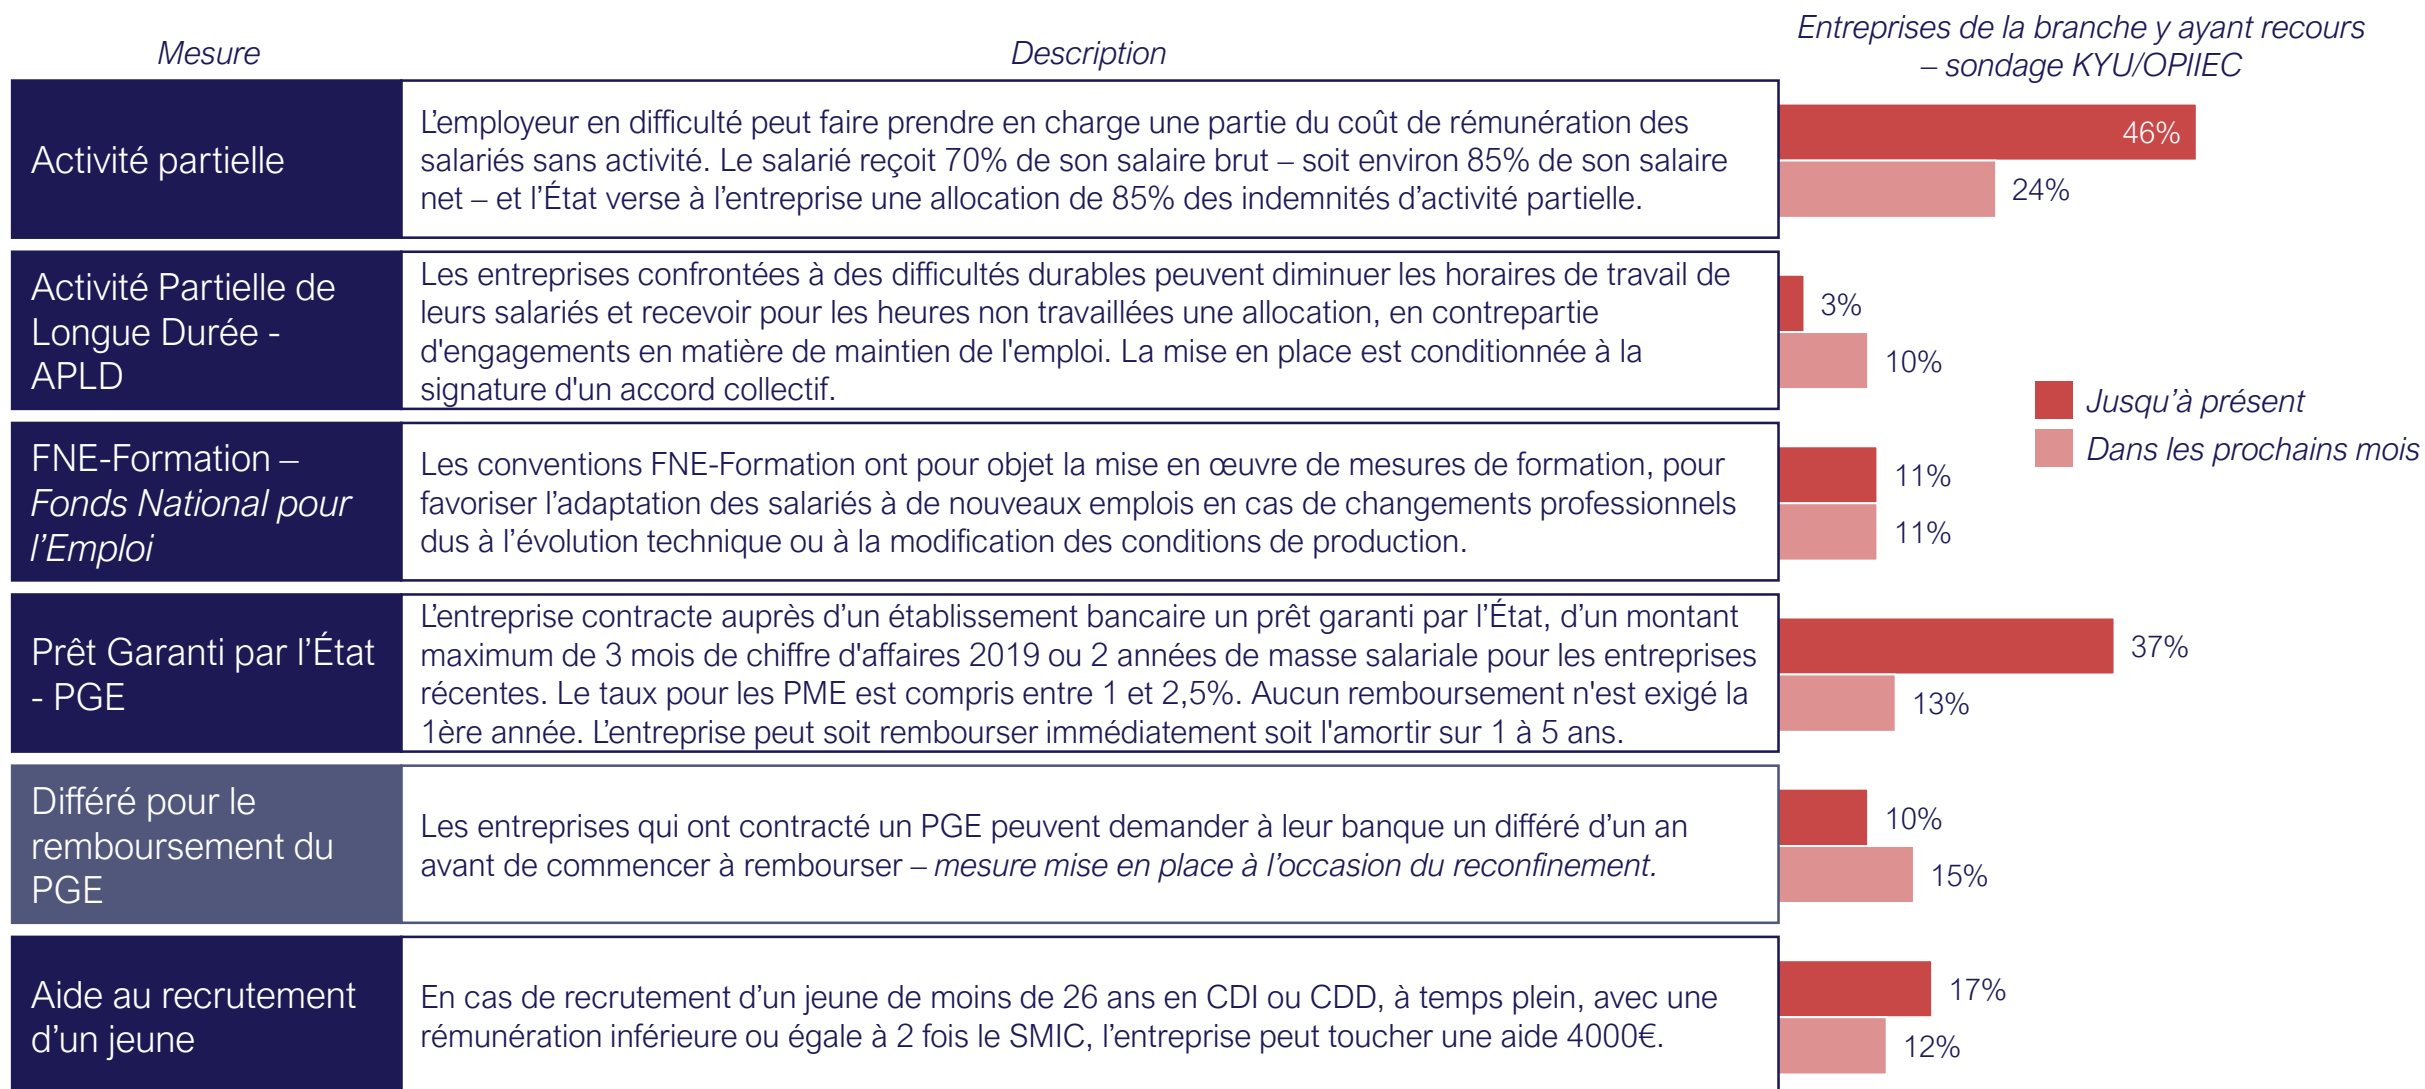 Mesure
Description
Entreprises de la branche y ayant recours
– sondage KYU/OPIIEC
Activité partielle
L’employeur en difficulté peut faire prendre en charge une partie du coût de rémunération des
salariés sans activité. Le salarié reçoit 70% de son salaire brut – soit environ 85% de son salaire
net – et l’État verse à l’entreprise une allocation de 85% des indemnités d’activité partielle.
46%
24%
Activité Partielle de
Longue Durée -
APLD
Les entreprises confrontées à des difficultés durables peuvent diminuer les horaires de travail de
leurs salariés et recevoir pour les heures non travaillées une allocation, en contrepartie
d'engagements en matière de maintien de l'emploi. La mise en place est conditionnée à la
signature d'un accord collectif.
3%
10%
Jusqu’à présent
Dans les prochains mois
FNE-Formation –
Fonds National pour
l’Emploi
Les conventions FNE-Formation ont pour objet la mise en œuvre de mesures de formation, pour
favoriser l’adaptation des salariés à de nouveaux emplois en cas de changements professionnels
dus à l’évolution technique ou à la modification des conditions de production.
11%
11%
Prêt Garanti par l’État
- PGE
L’entreprise contracte auprès d’un établissement bancaire un prêt garanti par l’État, d’un montant
maximum de 3 mois de chiffre d'affaires 2019 ou 2 années de masse salariale pour les entreprises
récentes. Le taux pour les PME est compris entre 1 et 2,5%. Aucun remboursement n'est exigé la
1ère année. L’entreprise peut soit rembourser immédiatement soit l'amortir sur 1 à 5 ans.
37%
13%
Différé pour le
remboursement du
PGE
Les entreprises qui ont contracté un PGE peuvent demander à leur banque un différé d’un an
avant de commencer à rembourser – mesure mise en place à l’occasion du reconfinement.
10%
15%
Aide au recrutement
d’un jeune
En cas de recrutement d’un jeune de moins de 26 ans en CDI ou CDD, à temps plein, avec une
rémunération inférieure ou égale à 2 fois le SMIC, l’entreprise peut toucher une aide 4000€.
17%
12%